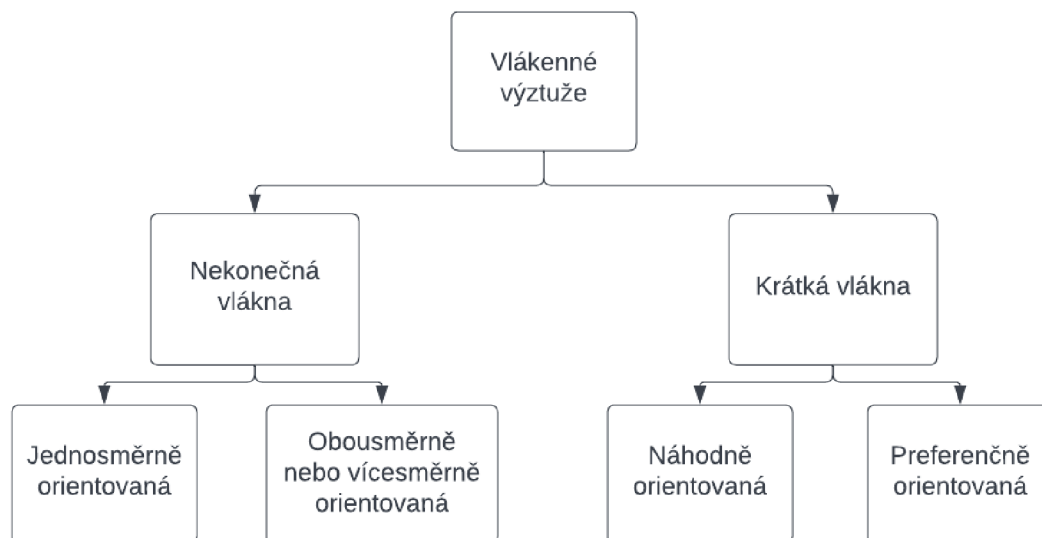 Vlákenné
výztuže
Nekonečná
vlákna
Krátká vlákna
Jednosměrně
orientovaná
Obousměrně
nebo vícesměrně
orientovaná
Náhodně
orientovaná
Preferenčně
orientovaná